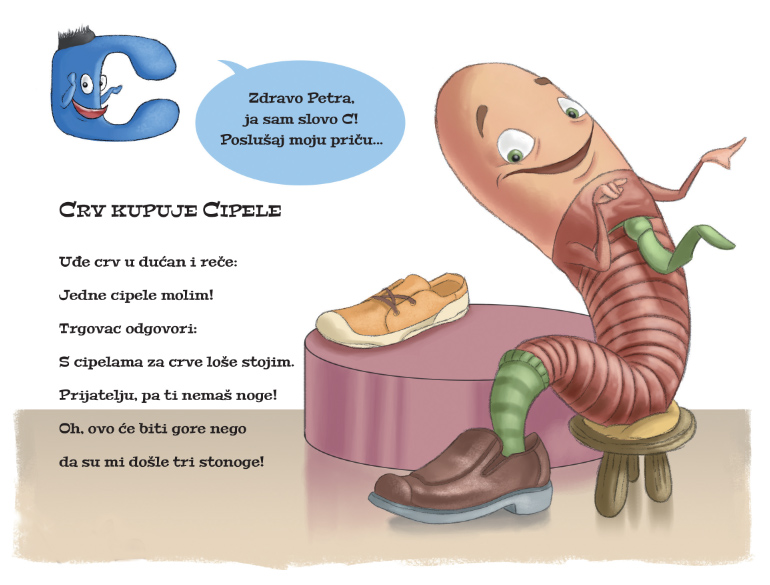 C
Zdravo Petra,
ja sam slovo C!
Poslušaj moju priču...
Crv kupuje Cipele
Uđe crv u dućan i reče:
Jedne cipele molim!
Trgovac odgovori:
S cipelama za crve loše stojim.
Prijatelju, pa ti nemaš noge!
Oh, ovo će biti gore nego
da su mi došle tri stonoge!